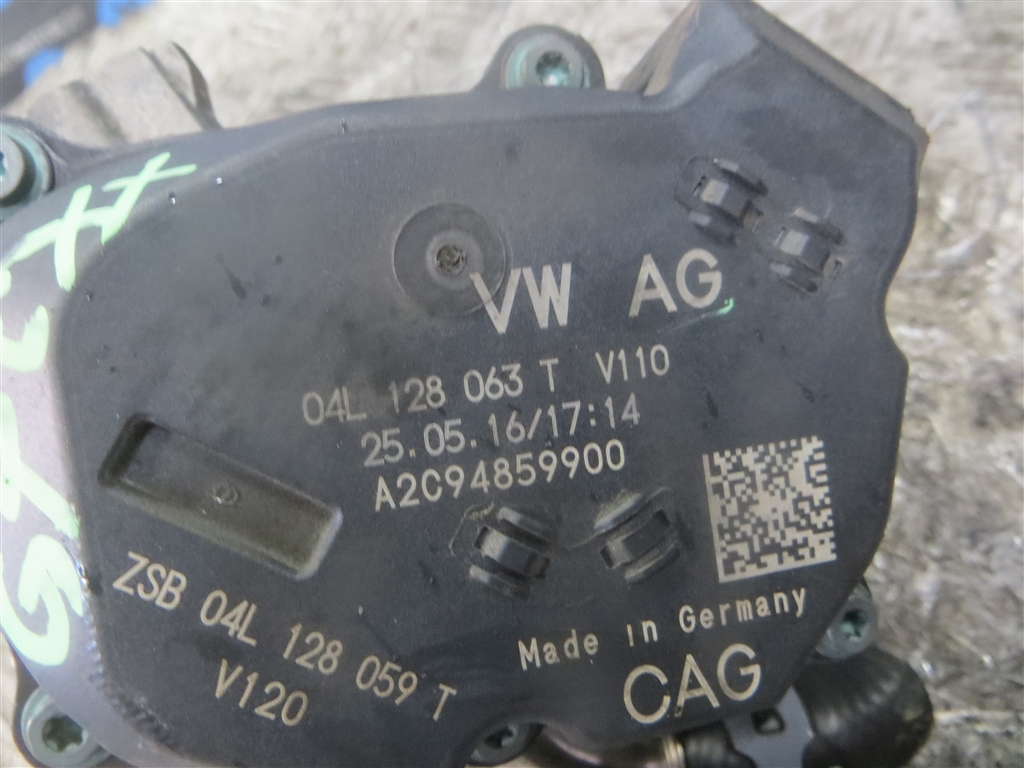 VW AG
04L 128 063 T V110
25.05.16/17:14
A2C94859900
ZSB 04L 128 059 T
V120
Made in Germany
CAG